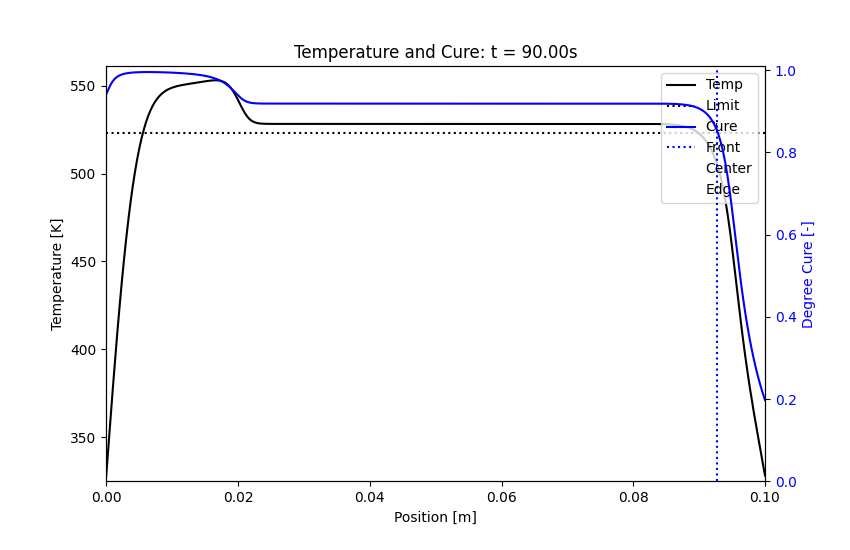 Temperature and Cure: t = 90.00s
550
500
450
400
350
Temperature [K]
0.00
0.02
0.04
0.06
0.08
0.10
Position [m]
1.0
0.8
0.6
0.4
0.2
0.0
Degree Cure [-]
Temp
Limit
Cure
Front
Center
Edge